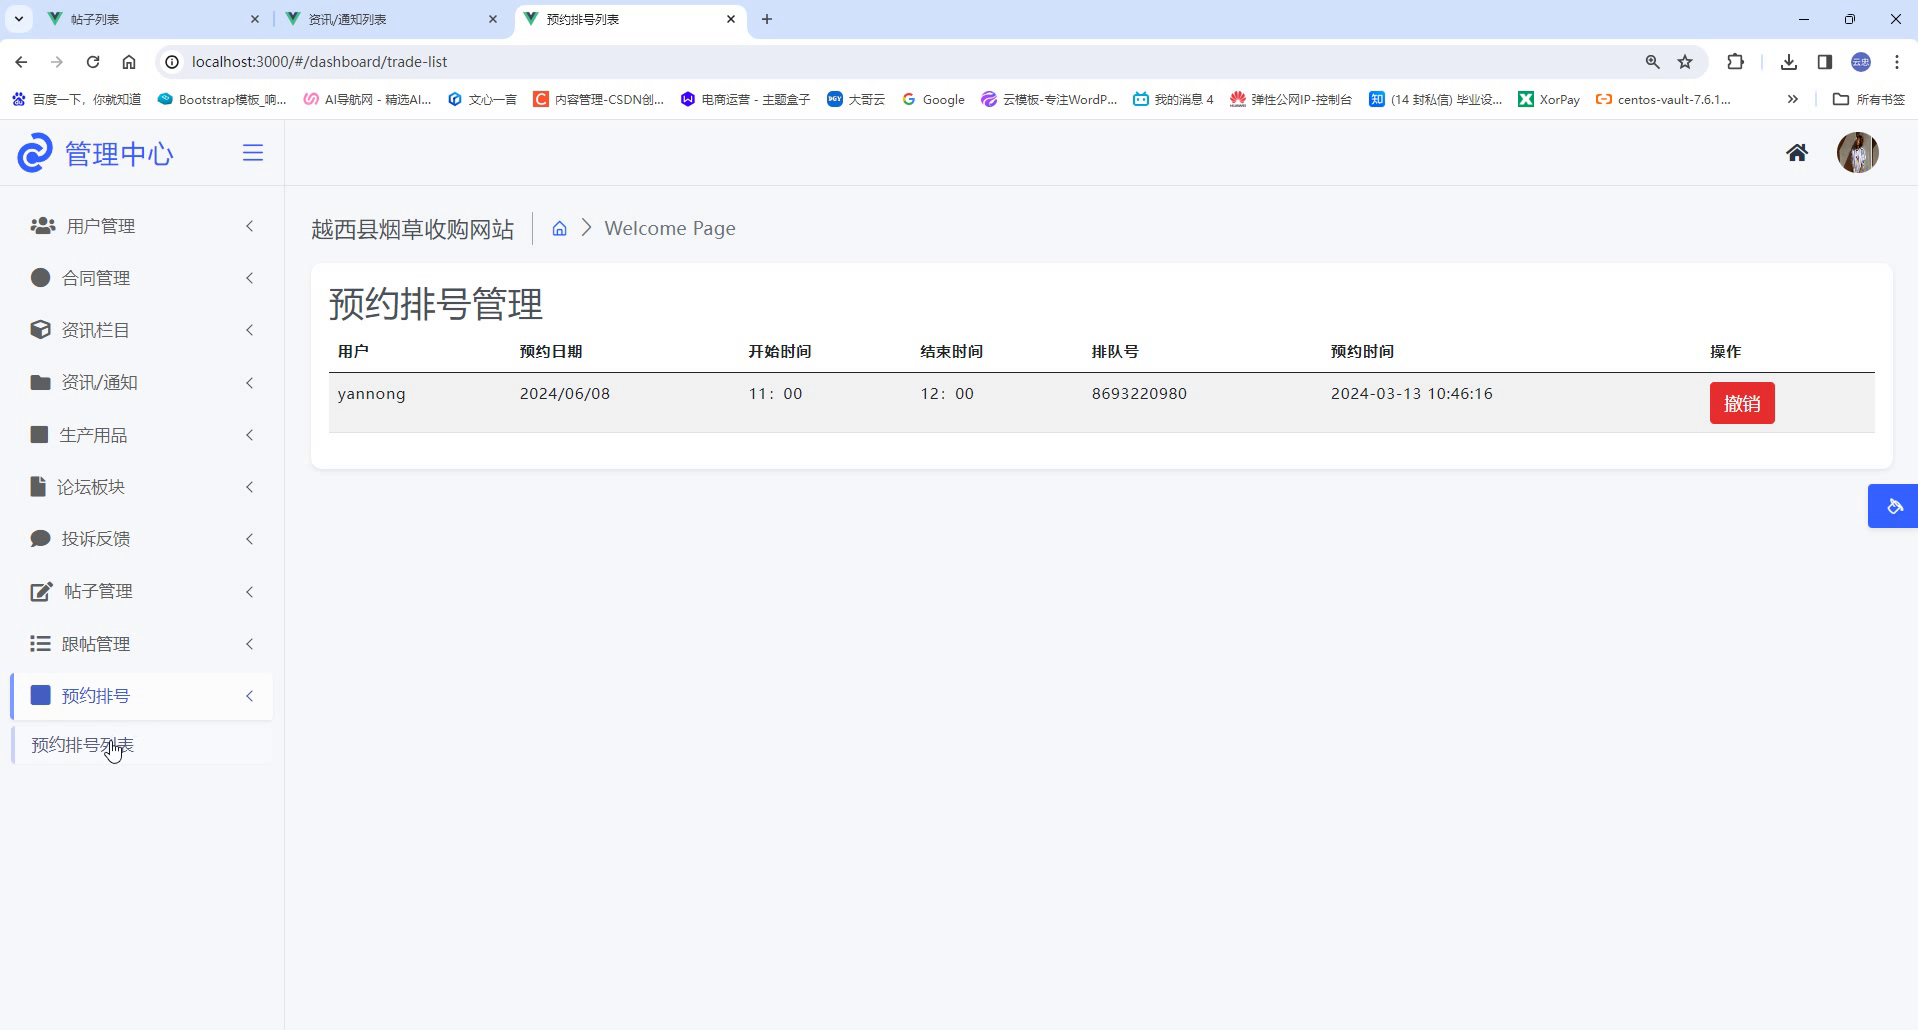 帖子列表
资讯/通知列表
预约排号列表
localhost:3000/#/dashboard/trade-list
百度一下，你就知道
Bootstrap模板_响...
AI导航网 - 精选AI...
文心一言
内容管理-CSDN创...
电商运营 - 主题盒子
大哥云
Google
云模板-专注WordP...
我的消息 4
弹性公网IP-控制台
(14 封私信) 毕业设...
XorPay
centos-vault-7.6.1...
所有书签
管理中心
用户管理
合同管理
资讯栏目
资讯/通知
生产用品
论坛板块
投诉反馈
帖子管理
跟帖管理
预约排号
预约排号列表
越西县烟草收购网站
Welcome Page
预约排号管理
用户 预约日期 开始时间 结束时间 排队号 预约时间 操作
yannong 2024/06/08 11：00 12：00 8693220980 2024-03-13 10:46:16 撤销